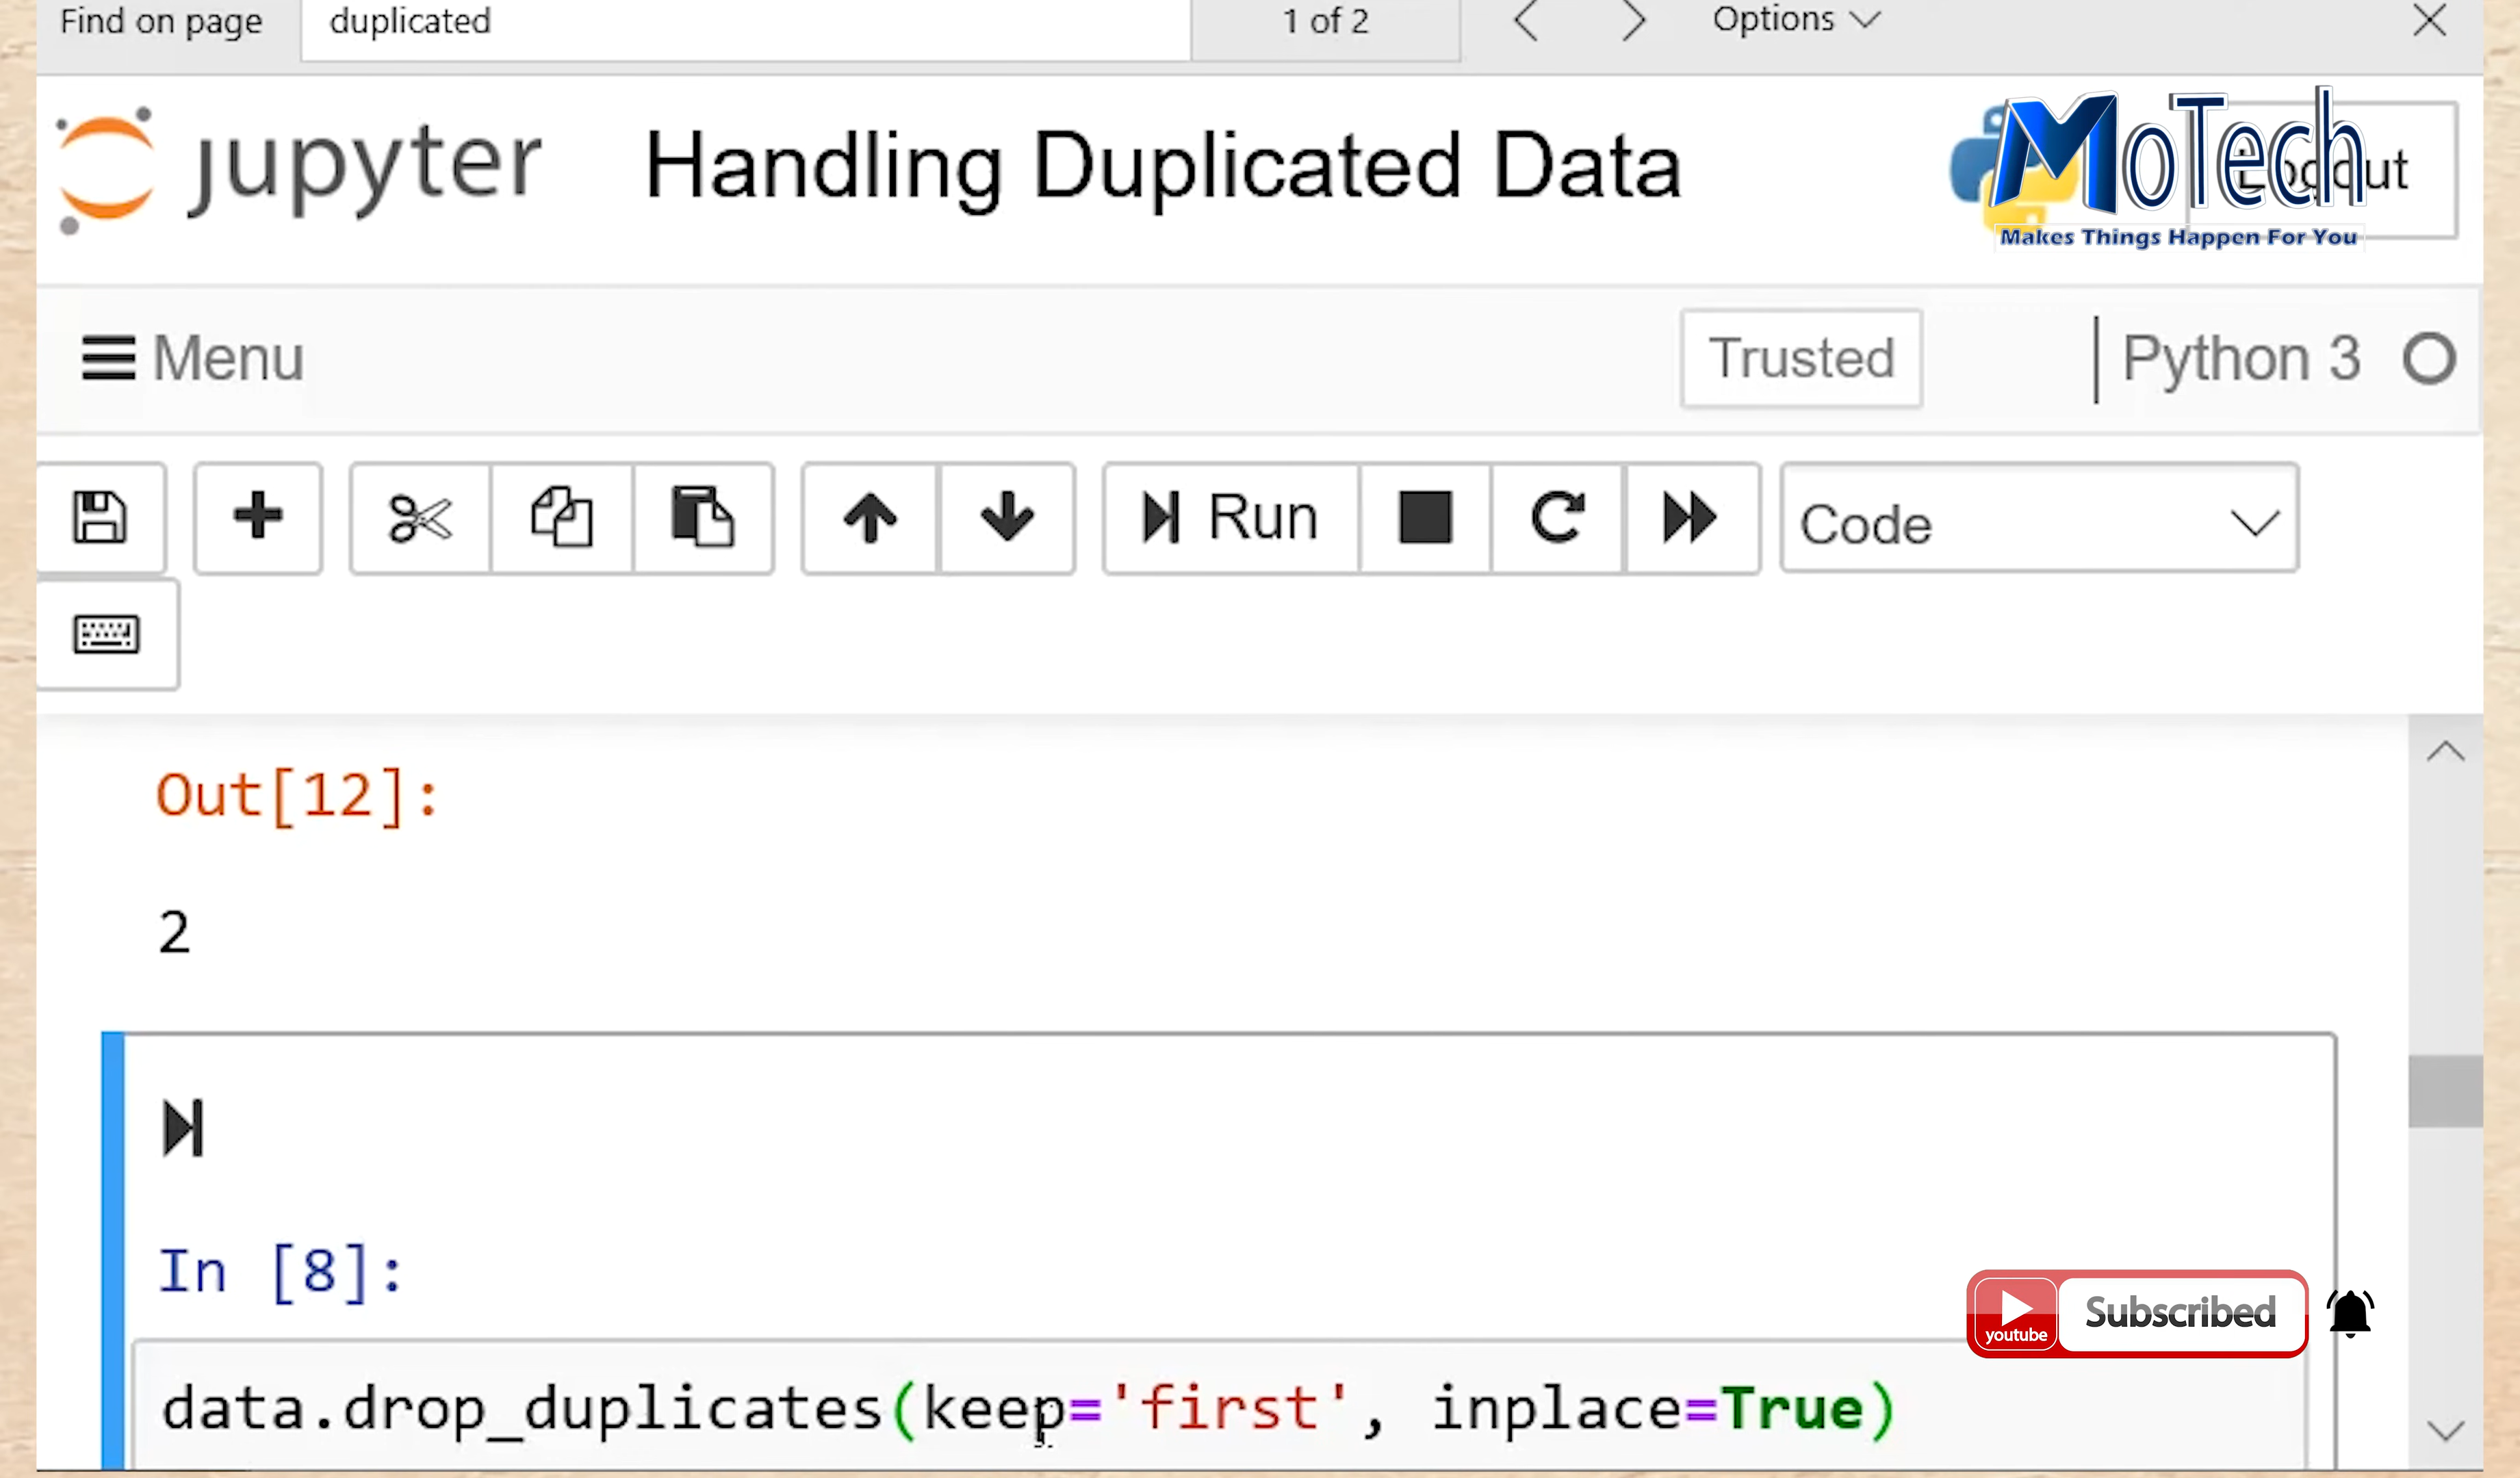 Find on page duplicated 1 of 2 Options
jupyter Handling Duplicated Data
MoTech
Makes Things Happen For You
Menu Trusted Python 3
Run Code
Out[12]:
2
In [8]:
youtube Subscribed
data.drop_duplicates(keep='first', inplace=True)